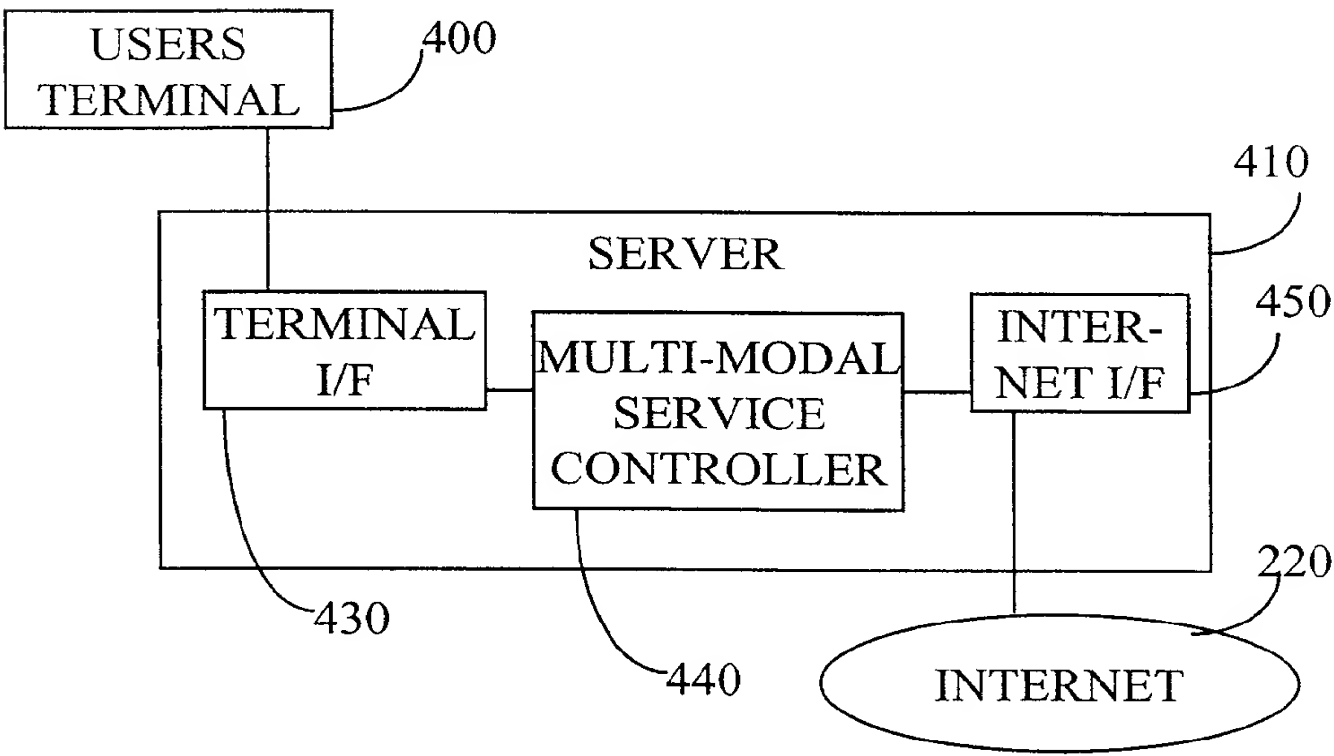 USERS
TERMINAL
400
410
SERVER
TERMINAL
I/F
MULTI-MODAL
SERVICE
CONTROLLER
INTER-
NET I/F
450
430
440
220
INTERNET